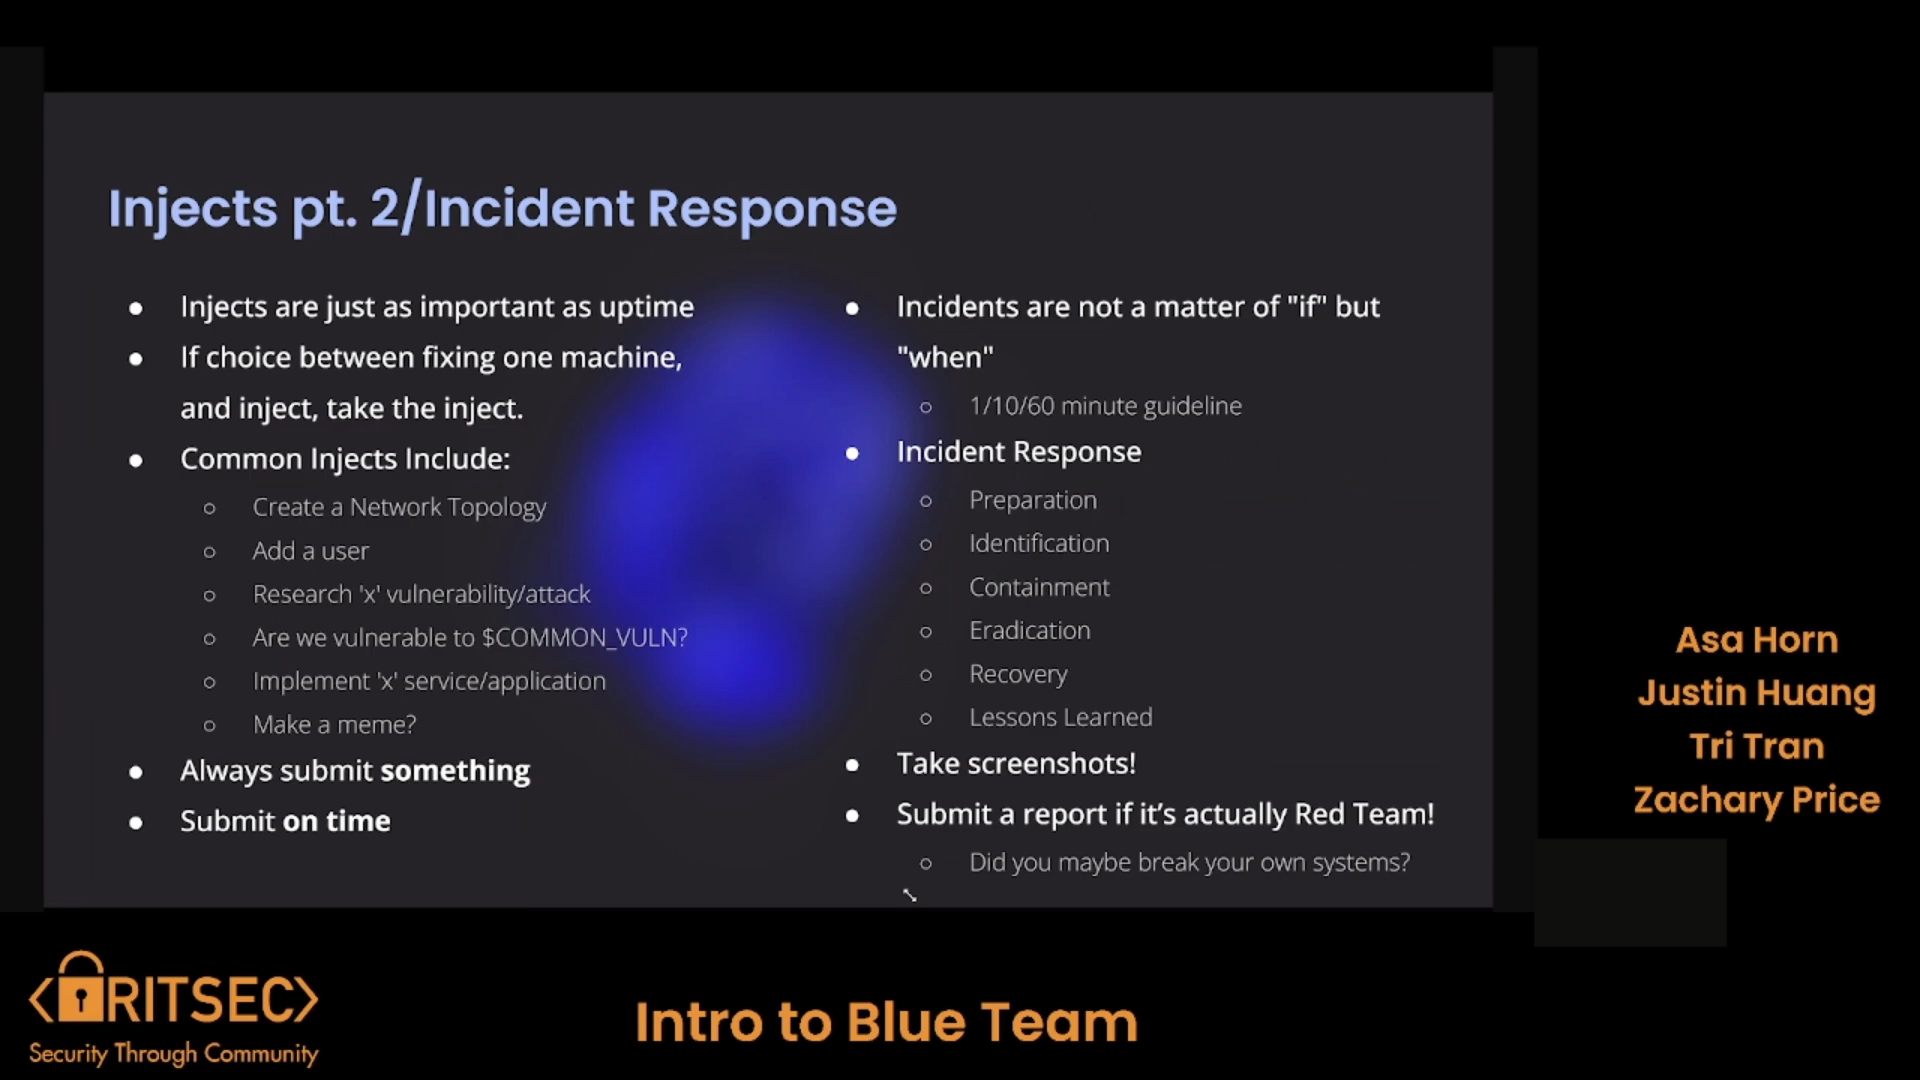 Injects pt. 2/Incident Response
Injects are just as important as uptime
If choice between fixing one machine,
and inject, take the inject.
Common Injects Include:
Create a Network Topology
Add a user
Research 'x' vulnerability/attack
Are we vulnerable to $COMMON_VULN?
Implement 'x' service/application
Make a meme?
Always submit something
Submit on time
Incidents are not a matter of "if" but
"when"
1/10/60 minute guideline
Incident Response
Preparation
Identification
Containment
Eradication
Recovery
Lessons Learned
Take screenshots!
Submit a report if it’s actually Red Team!
Did you maybe break your own systems?
Asa Horn
Justin Huang
Tri Tran
Zachary Price
<RITSEC>
Security Through Community
Intro to Blue Team